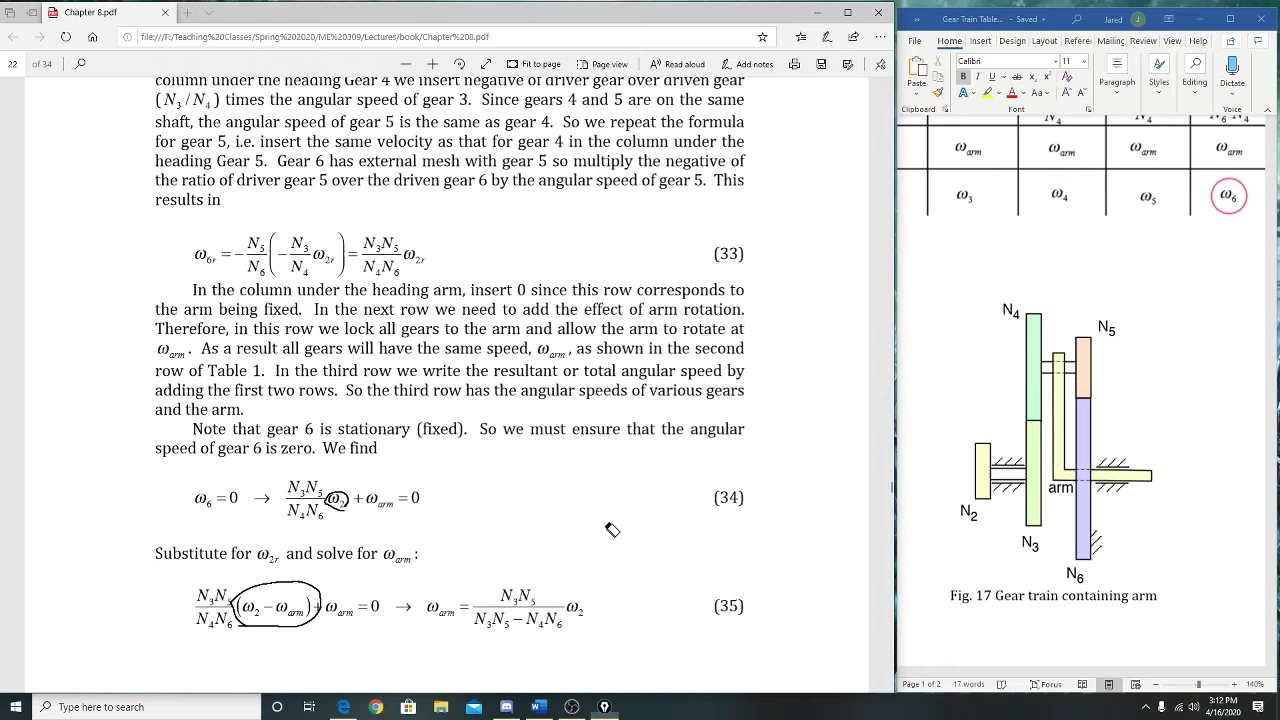 Chapter 8.pdf
file:///F:/Teaching%20Classes/Spring%202020/ME%20309/Lectures/book/Chapter%208.pdf
22 of 34
Fit to page
Page view
Read aloud
Add notes
column under the heading Gear 4 we insert negative of driver gear over driven gear
(N3 / N4) times the angular speed of gear 3. Since gears 4 and 5 are on the same
shaft, the angular speed of gear 5 is the same as gear 4. So we repeat the formula
for gear 5, i.e. insert the same velocity as that for gear 4 in the column under the
heading Gear 5. Gear 6 has external mesh with gear 5 so multiply the negative of
the ratio of driver gear 5 over the driven gear 6 by the angular speed of gear 5. This
results in
ω6r = − N5/N6 ( − N3/N4 ω2r ) = N3N5/N4N6 ω2r (33)
In the column under the heading arm, insert 0 since this row corresponds to
the arm being fixed. In the next row we need to add the effect of arm rotation.
Therefore, in this row we lock all gears to the arm and allow the arm to rotate at
ωarm. As a result all gears will have the same speed, ωarm, as shown in the second
row of Table 1. In the third row we write the resultant or total angular speed by
adding the first two rows. So the third row has the angular speeds of various gears
and the arm.
Note that gear 6 is stationary (fixed). So we must ensure that the angular
speed of gear 6 is zero. We find
ω6 = 0 → N3N5/N4N6 ω2 + ωarm = 0 (34)
Substitute for ω2r and solve for ωarm :
N3N5/N4N6 (ω2 − ωarm) + ωarm = 0 → ωarm = N3N5/N3N5 − N4N6 ω2 (35)
Gear Train Table... - Saved
Jared J
File Home Insert Design Layout Mailing Review View Help
Calibri 11
Paste
B I U ab x₂ x²
A Aa
Paragraph
Styles
Editing
Dictate
Clipboard
Font
Voice
N4 N4 N6 N4
ωarm ωarm ωarm ωarm
ω3 ω4 ω5 ω6
N4
N5
arm
N2
N3
N6
Fig. 17 Gear train containing arm
Page 1 of 2
17 words
Focus
100%
Type here to search
3:12 PM
4/16/2020